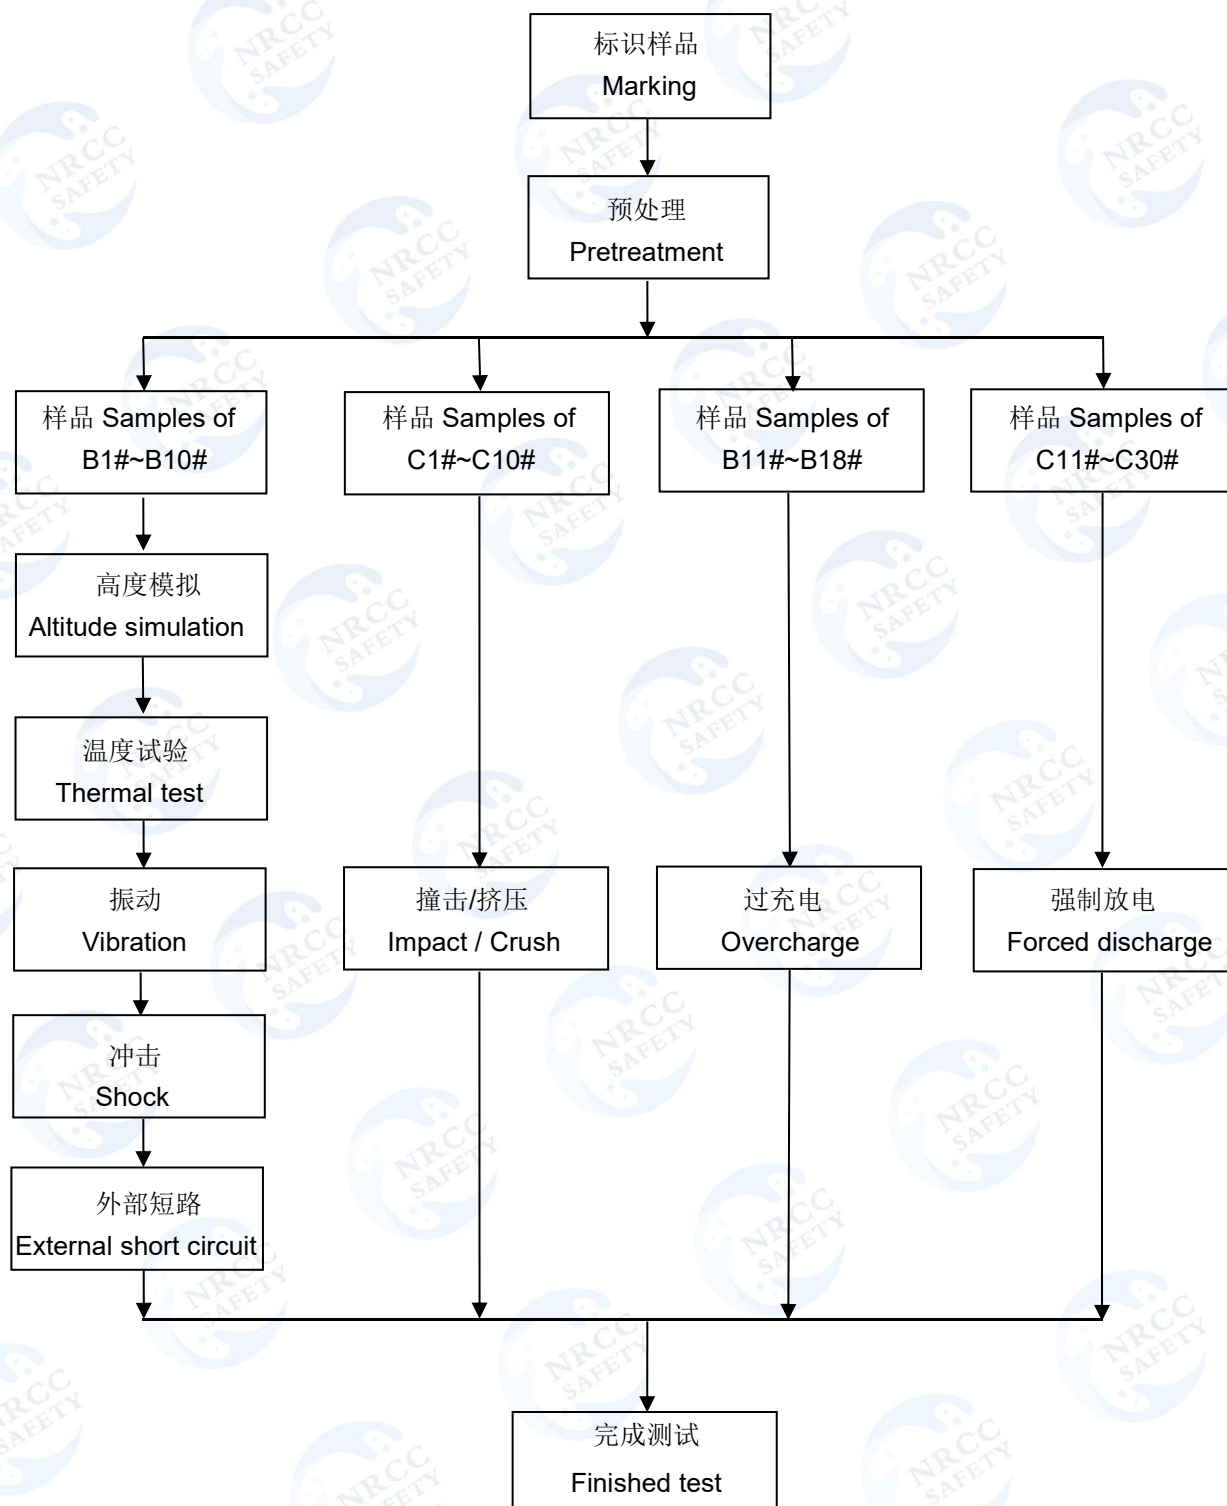 标识样品
Marking
预处理
Pretreatment
样品 Samples of
B1#~B10#
样品 Samples of
C1#~C10#
样品 Samples of
B11#~B18#
样品 Samples of
C11#~C30#
高度模拟
Altitude simulation
温度试验
Thermal test
振动
Vibration
撞击/挤压
Impact / Crush
过充电
Overcharge
强制放电
Forced discharge
冲击
Shock
外部短路
External short circuit
完成测试
Finished test
NRCC
SAFETY